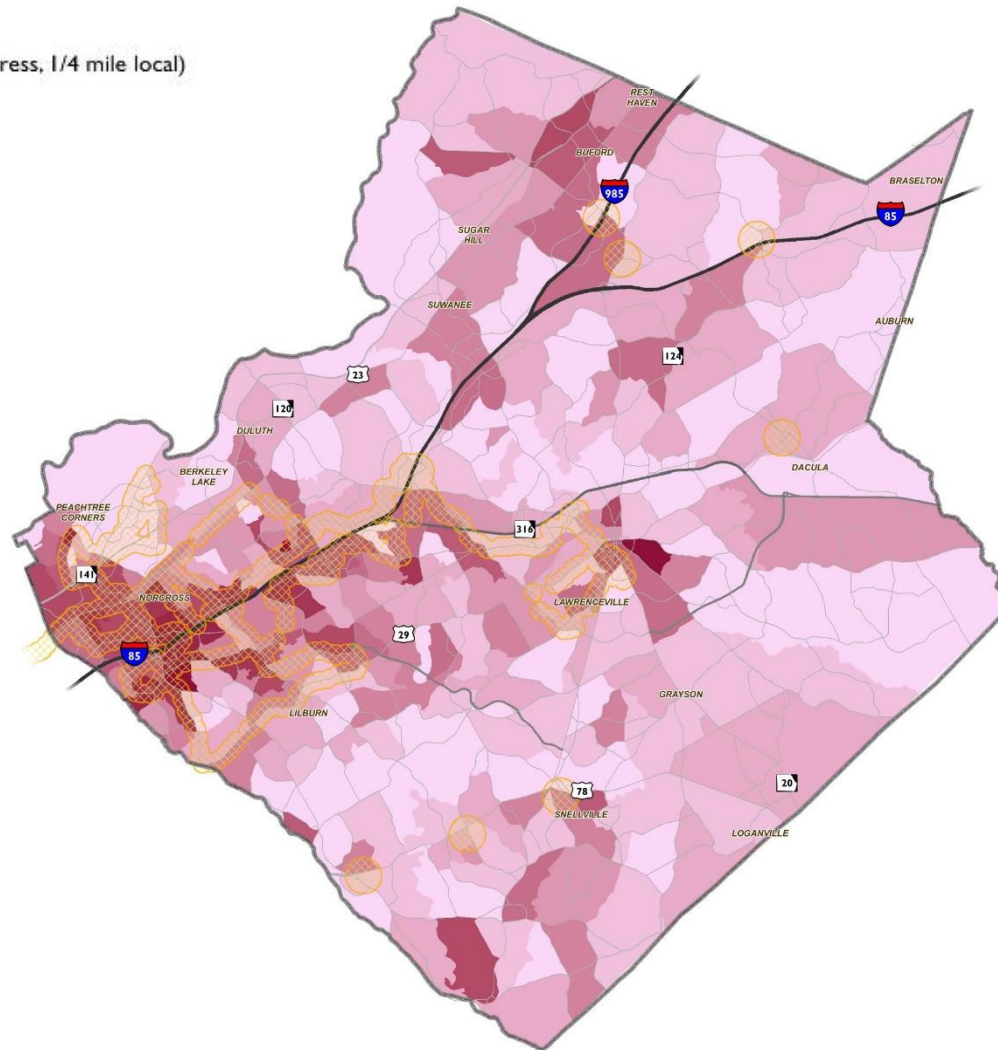 ress, 1/4 mile local)
REST
HAVEN
BUFORD
985
BRASELTON
85
SUGAR
HILL
SUWANEE
AUBURN
124
23
120
DULUTH
BERKELEY
LAKE
DACULA
PEACHTREE
CORNERS
316
141
NORCROSS
LAWRENCEVILLE
29
85
GRAYSON
LILBURN
20
78
SNELLVILLE
LOGANVILLE